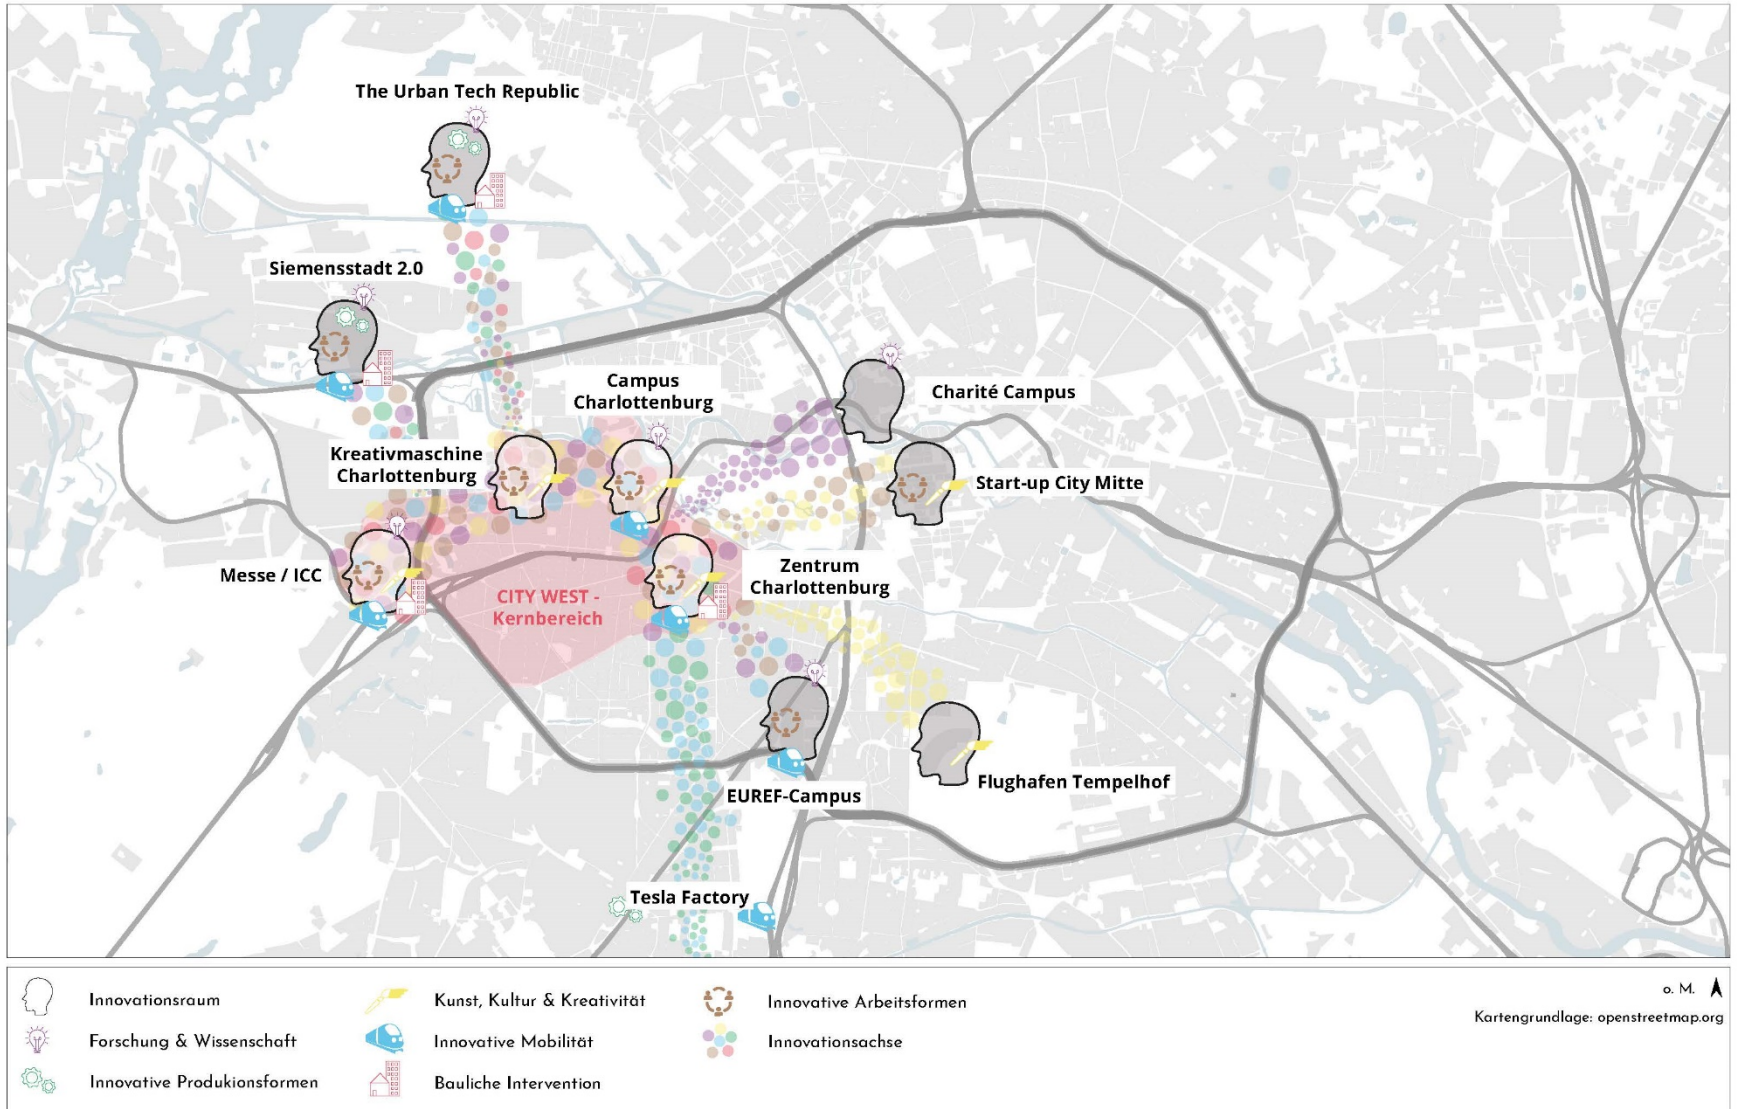 The Urban Tech Republic
Siemensstadt 2.0
Campus
Charlottenburg
Charité Campus
Kreativmaschine
Charlottenburg
Start-up City Mitte
Messe / ICC
Zentrum
Charlottenburg
CITY WEST -
Kernbereich
Flughafen Tempelhof
EUREF-Campus
Tesla Factory
Innovationsraum
Forschung & Wissenschaft
Innovative Produkionsformen
Kunst, Kultur & Kreativität
Innovative Mobilität
Bauliche Intervention
Innovative Arbeitsformen
Innovationsachse
o. M.
Kartengrundlage: openstreetmap.org